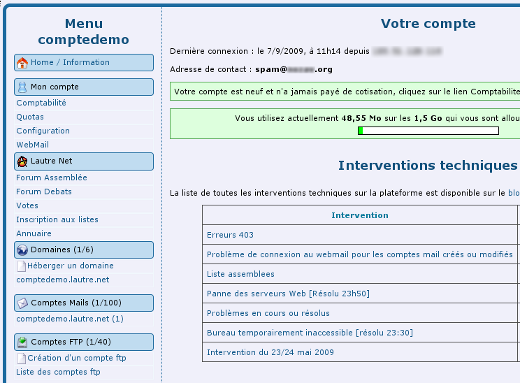 Menu
comptedemo
Home / Information
Mon compte
Comptabilité
Quotas
Configuration
WebMail
Lautre Net
Forum Assemblée
Forum Debats
Votes
Inscription aux listes
Annuaire
Domaines (1/6)
Héberger un domaine
comptedemo.lautre.net
Comptes Mails (1/100)
comptedemo.lautre.net (1)
Comptes FTP (1/40)
Création d'un compte ftp
Liste des comptes ftp
Votre compte
Dernière connexion : le 7/9/2009, à 11h14 depuis
Adresse de contact : spam@ .org
Votre compte est neuf et n'a jamais payé de cotisation, cliquez sur le lien Comptabilite
Vous utilisez actuellement 48,55 Mo sur les 1,5 Go qui vous sont allou
Interventions techniques
La liste de toutes les interventions techniques sur la plateforme est disponible sur le blo
Intervention
Erreurs 403
Problème de connexion au webmail pour les comptes mail créés ou modifiés
Liste assemblees
Panne des serveurs Web [Résolu 23h50]
Problèmes en cours ou résolus
Bureau temporairement inaccessible [résolu 23:30]
Intervention du 23/24 mai 2009